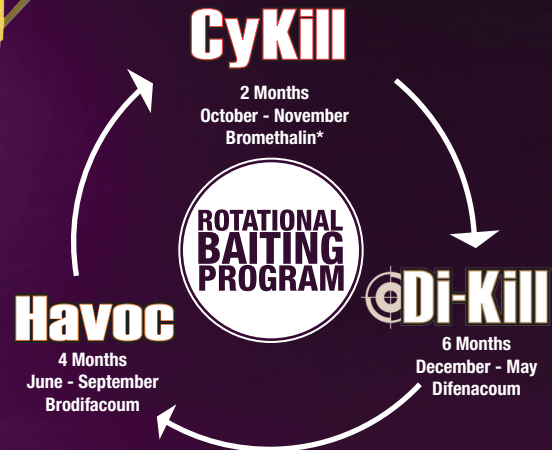 CyKill
2 Months
October - November
Bromethalin*
ROTATIONAL
BAITING
PROGRAM
Di-Kill
6 Months
December - May
Difenacoum
Havoc
4 Months
June - September
Brodifacoum